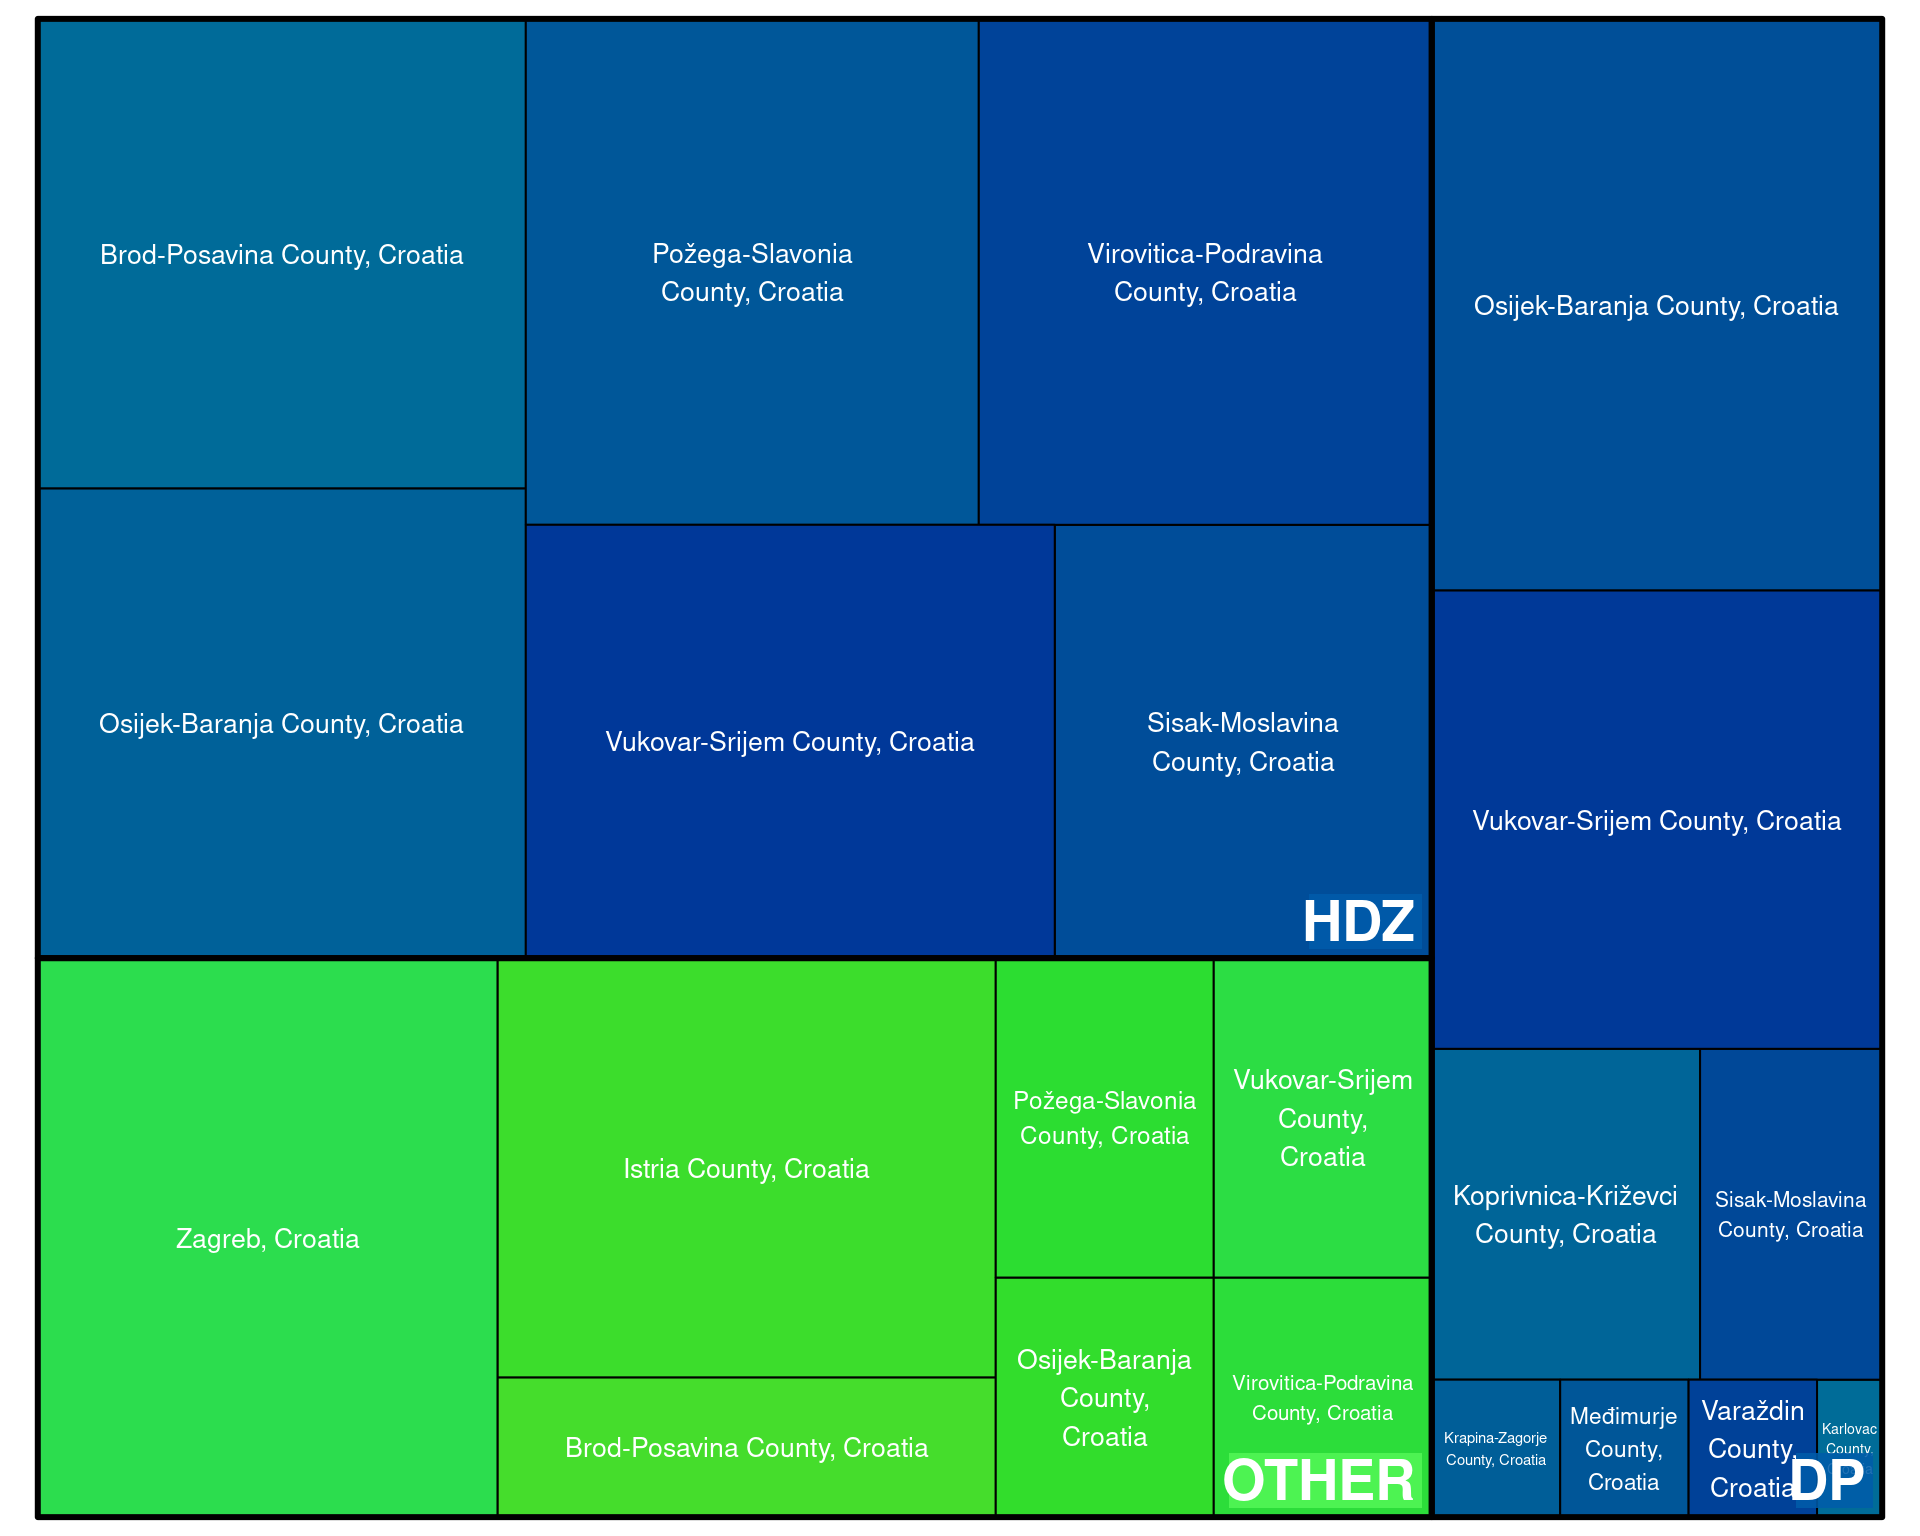 Brod-Posavina County, Croatia
Požega-Slavonia
County, Croatia
Virovitica-Podravina
County, Croatia
Osijek-Baranja County, Croatia
Vukovar-Srijem County, Croatia
Sisak-Moslavina
County, Croatia
HDZ
Zagreb, Croatia
Istria County, Croatia
Brod-Posavina County, Croatia
Požega-Slavonia
County, Croatia
Vukovar-Srijem
County,
Croatia
Osijek-Baranja
County,
Croatia
Virovitica-Podravina
County, Croatia
OTHER
Osijek-Baranja County, Croatia
Vukovar-Srijem County, Croatia
Koprivnica-Križevci
County, Croatia
Sisak-Moslavina
County, Croatia
Krapina-Zagorje
County, Croatia
Međimurje
County,
Croatia
Varaždin
County,
Croatia
Karlovac
County,
DP